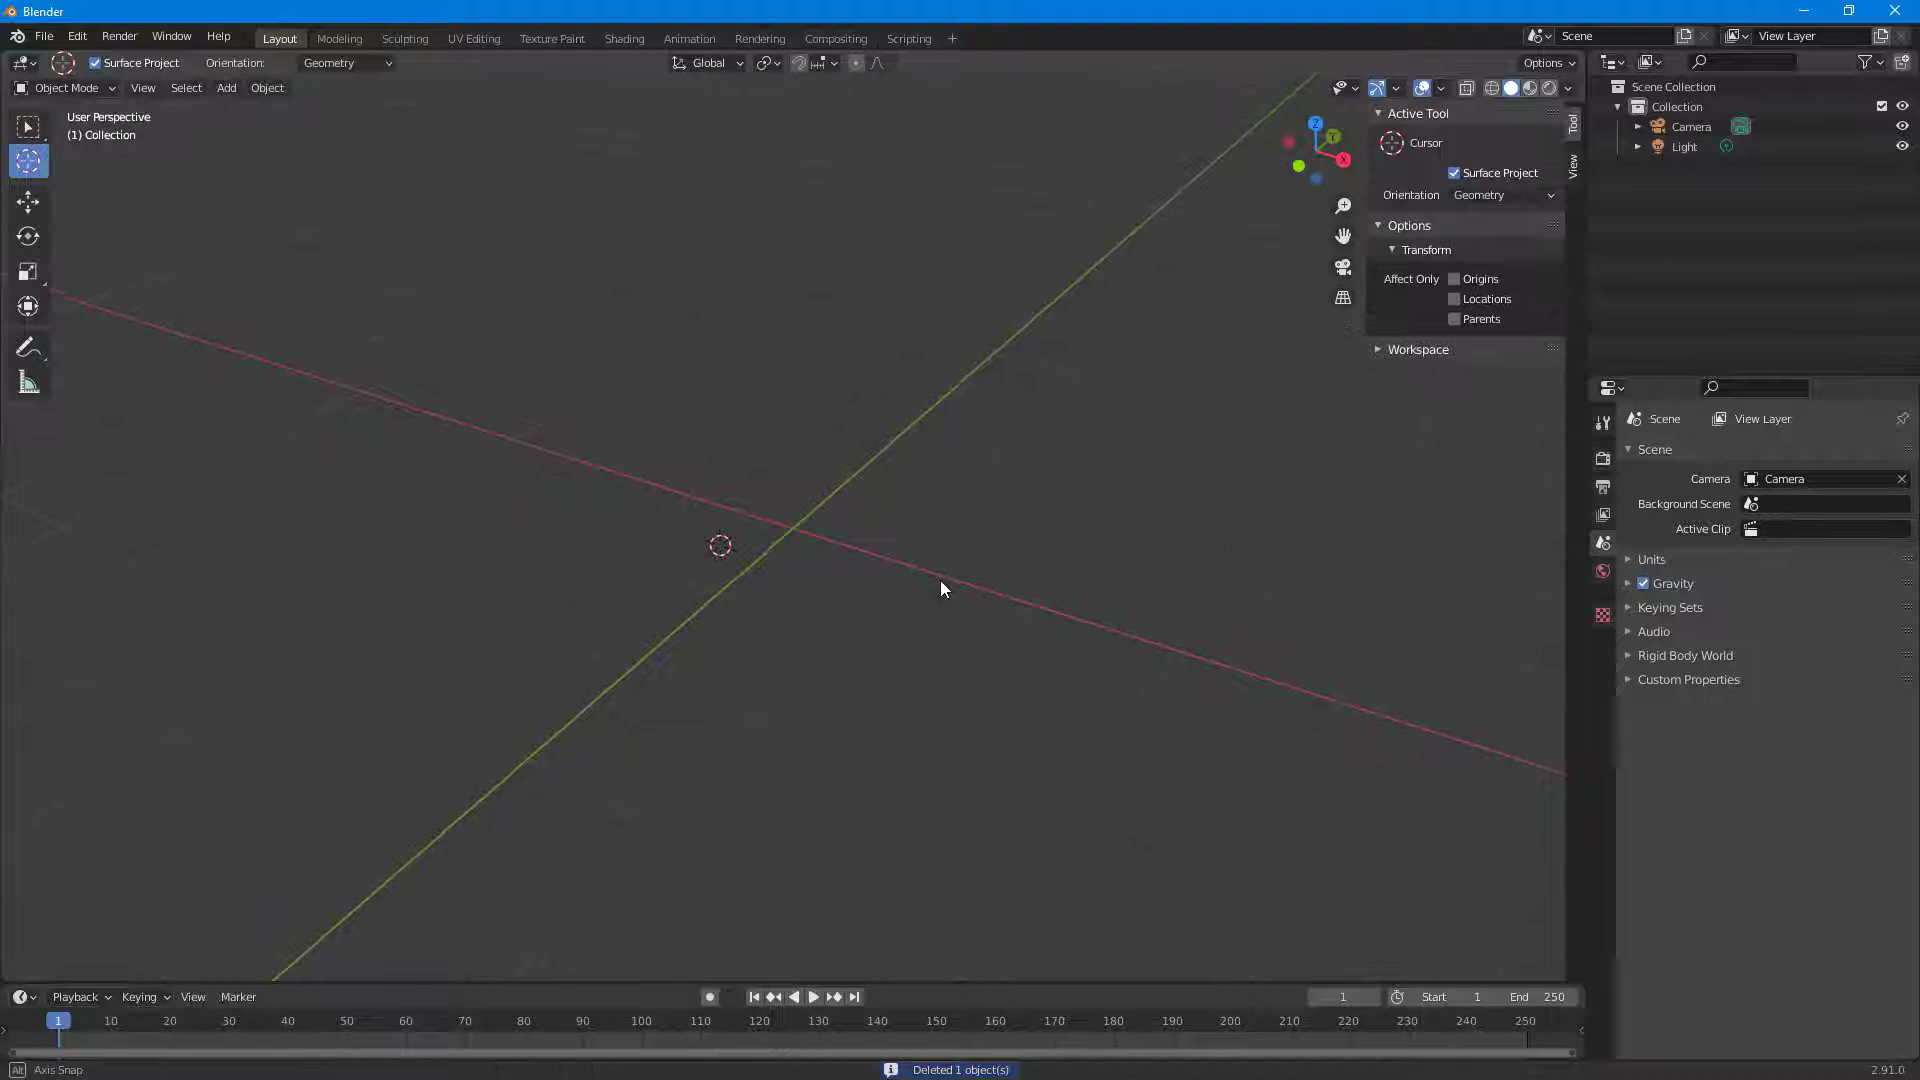 Blender
File Edit Render Window Help Layout Modeling Sculpting UV Editing Texture Paint Shading Animation Rendering Compositing Scripting + Scene View Layer
Surface Project Orientation: Geometry Global Options
Object Mode View Select Add Object
User Perspective
(1) Collection
Z
Y
X
Active Tool
Cursor
Surface Project
Orientation Geometry
Options
Transform
Affect Only Origins
Locations
Parents
Workspace
Tool
View
Scene Collection
Collection
Camera
Light
Scene View Layer
Scene
Camera Camera
Background Scene
Active Clip
Units
Gravity
Keying Sets
Audio
Rigid Body World
Custom Properties
Playback Keying View Marker 1 Start 1 End 250
1 10 20 30 40 50 60 70 80 90 100 110 120 130 140 150 160 170 180 190 200 210 220 230 240 250
Alt Axis Snap Deleted 1 object(s) 2.91.0